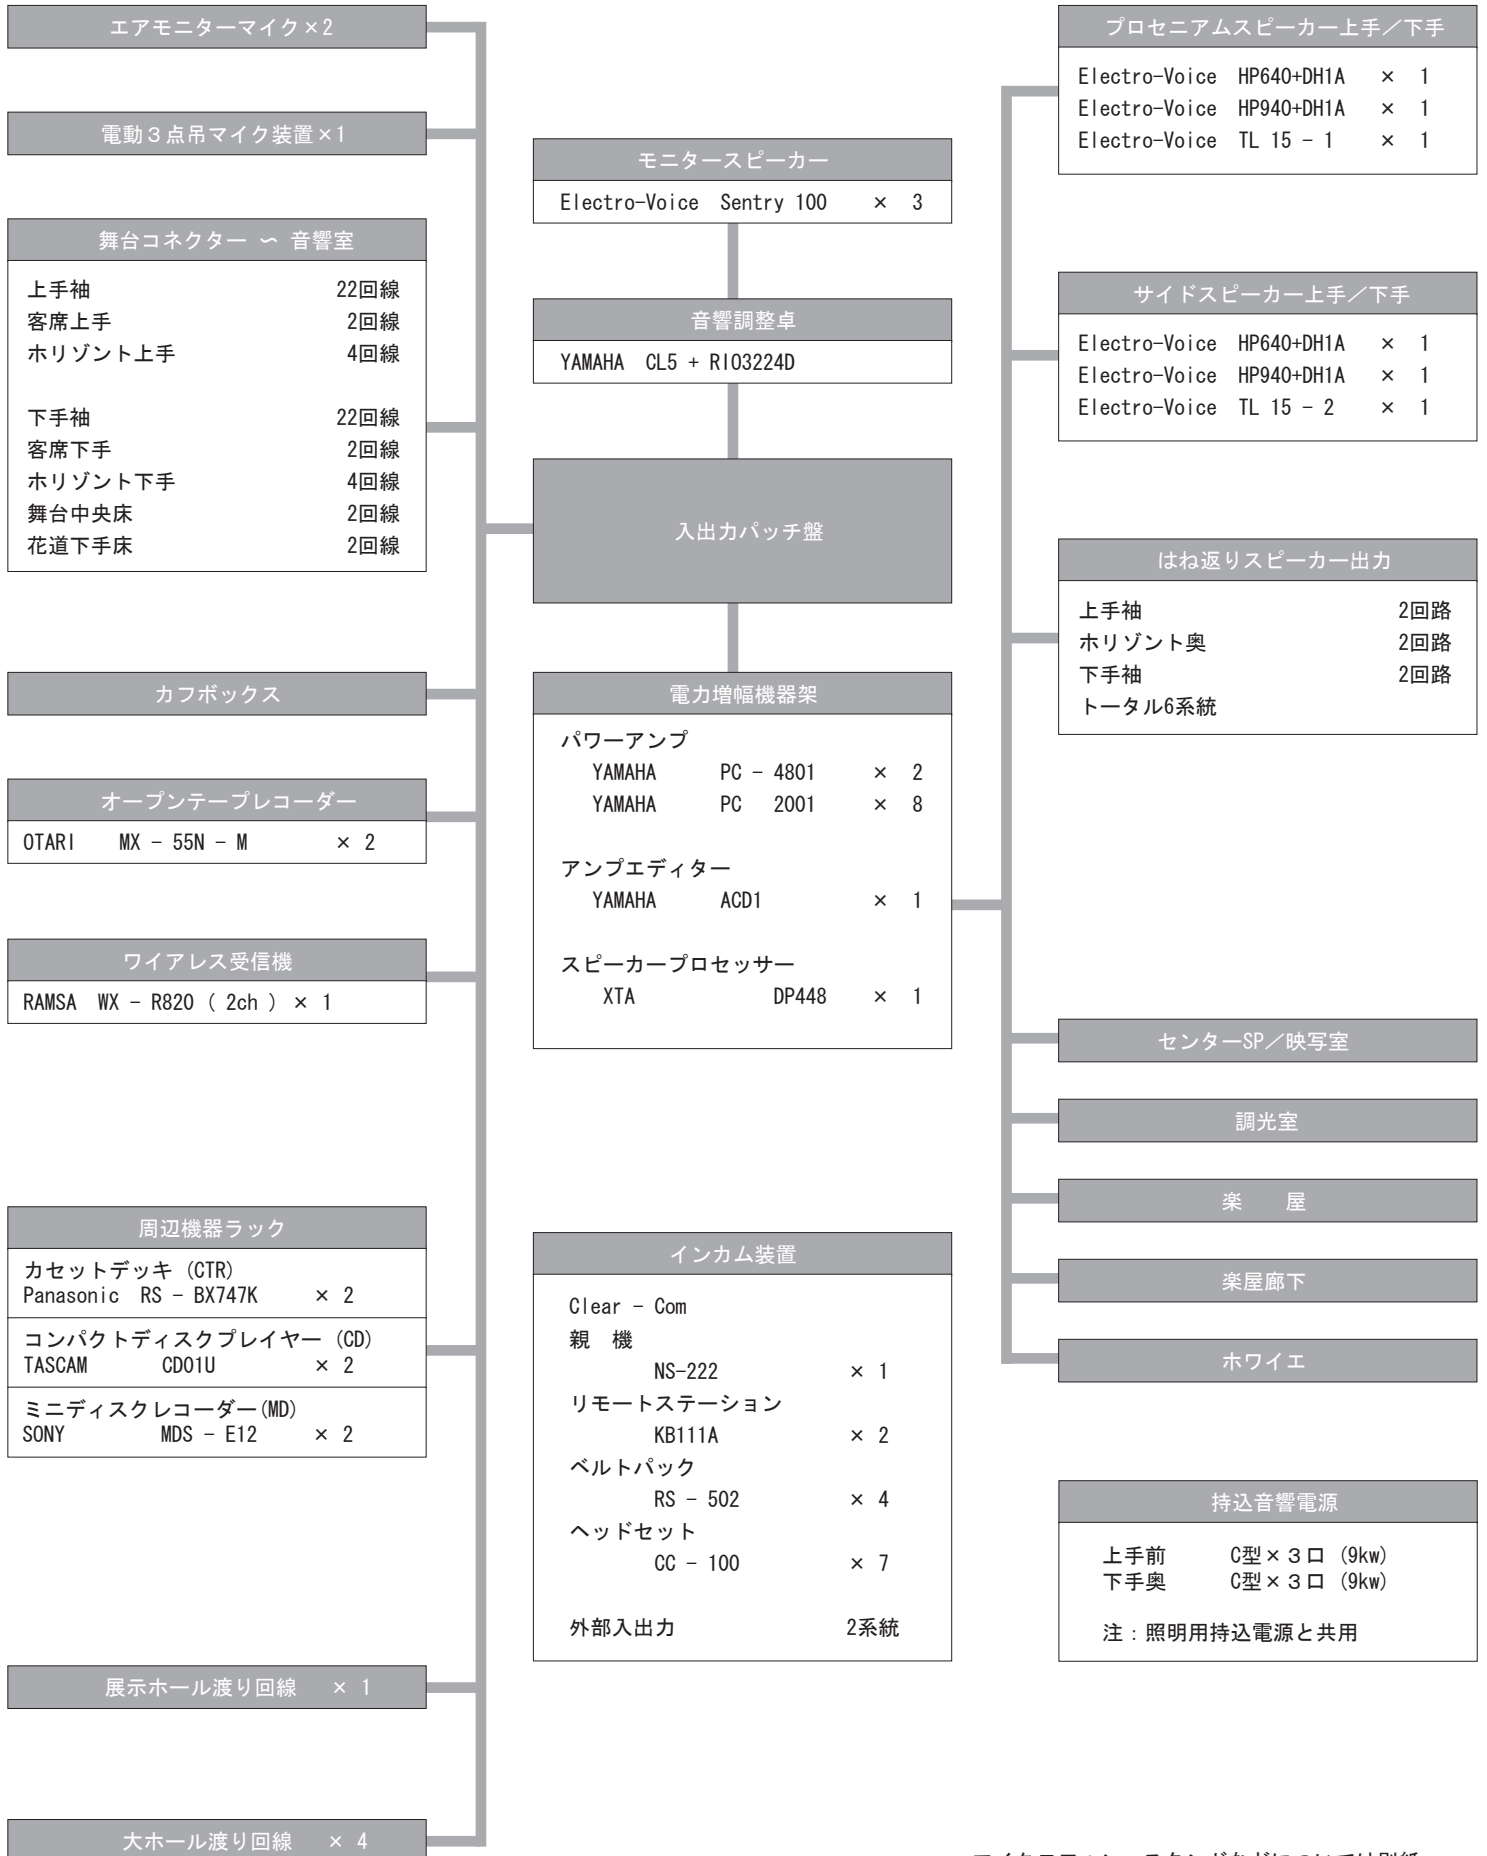 エアモニターマイク×2
電動３点吊マイク装置×1
舞台コネクター ～ 音響室
上手袖 22回線
客席上手 2回線
ホリゾント上手 4回線
下手袖 22回線
客席下手 2回線
ホリゾント下手 4回線
舞台中央床 2回線
花道下手床 2回線
カフボックス
オープンテープレコーダー
OTARI MX − 55N − M × 2
ワイアレス受信機
RAMSA WX − R820 ( 2ch ) × 1
周辺機器ラック
カセットデッキ (CTR)
Panasonic RS − BX747K × 2
コンパクトディスクプレイヤー (CD)
TASCAM CD01U × 2
ミニディスクレコーダー(MD)
SONY MDS − E12 × 2
展示ホール渡り回線 × 1
大ホール渡り回線 × 4
モニタースピーカー
Electro-Voice Sentry 100 × 3
音響調整卓
YAMAHA CL5 + RIO3224D
入出力パッチ盤
電力増幅機器架
パワーアンプ
YAMAHA PC − 4801 × 2
YAMAHA PC 2001 × 8
アンプエディター
YAMAHA ACD1 × 1
スピーカープロセッサー
XTA DP448 × 1
インカム装置
Clear − Com
親 機
NS-222 × 1
リモートステーション
KB111A × 2
ベルトパック
RS − 502 × 4
ヘッドセット
CC − 100 × 7
外部入出力 2系統
プロセニアムスピーカー上手／下手
Electro-Voice HP640+DH1A × 1
Electro-Voice HP940+DH1A × 1
Electro-Voice TL 15 − 1 × 1
サイドスピーカー上手／下手
Electro-Voice HP640+DH1A × 1
Electro-Voice HP940+DH1A × 1
Electro-Voice TL 15 − 2 × 1
はね返りスピーカー出力
上手袖 2回路
ホリゾント奥 2回路
下手袖 2回路
トータル6系統
センターSP／映写室
調光室
楽 屋
楽屋廊下
ホワイエ
持込音響電源
上手前 C型×３口 (9kw)
下手奥 C型×３口 (9kw)
注：照明用持込電源と共用